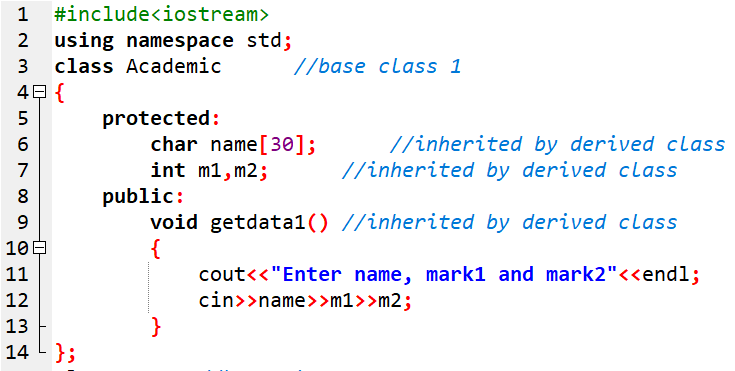 1 #include<iostream>
2 using namespace std;
3 class Academic //base class 1
4 {
5 protected:
6 char name[30]; //inherited by derived class
7 int m1,m2; //inherited by derived class
8 public:
9 void getdata1() //inherited by derived class
10 {
11 cout<<"Enter name, mark1 and mark2"<<endl;
12 cin>>name>>m1>>m2;
13 }
14 };